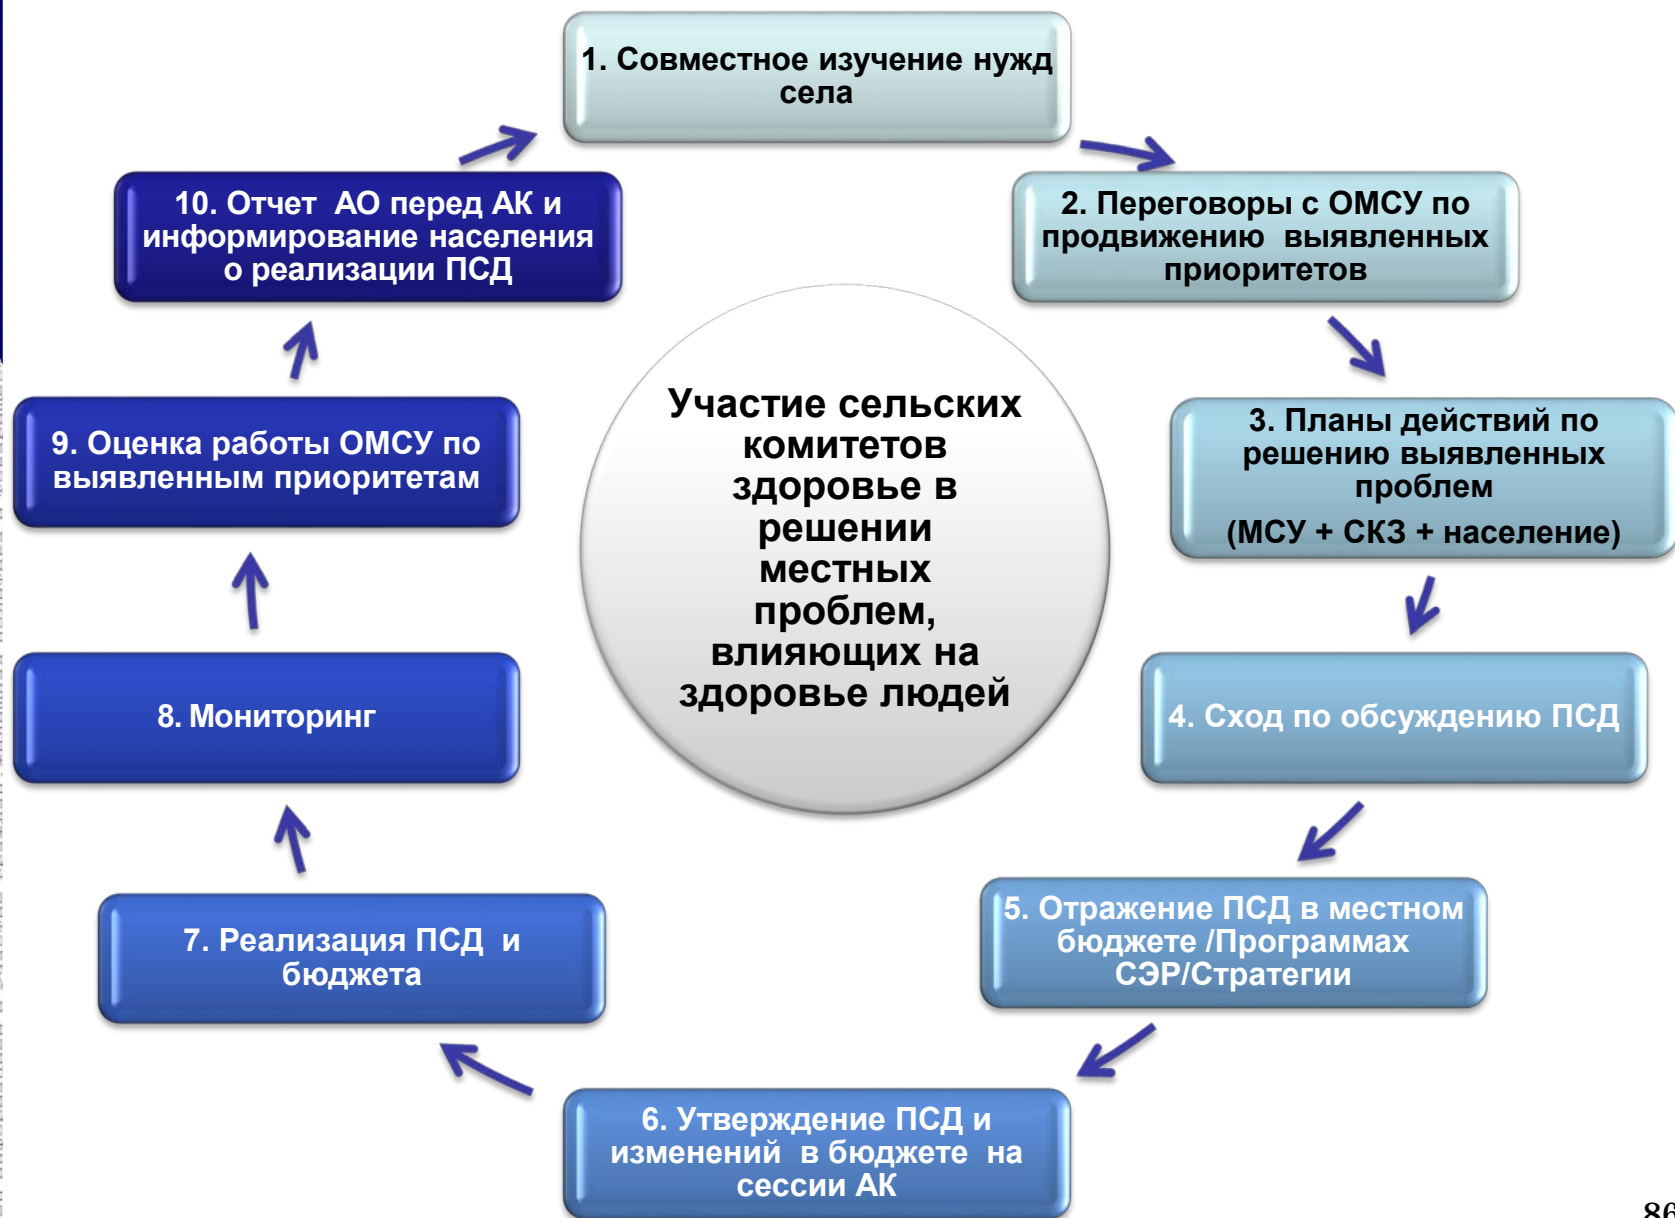 1. Совместное изучение нужд
села
10. Отчет АО перед АК и
информирование населения
о реализации ПСД
2. Переговоры с ОМСУ по
продвижению выявленных
приоритетов
Участие сельских
комитетов
здоровье в
решении
местных
проблем,
влияющих на
здоровье людей
9. Оценка работы ОМСУ по
выявленным приоритетам
3. Планы действий по
решению выявленных
проблем
(МСУ + СКЗ + население)
8. Мониторинг
4. Сход по обсуждению ПСД
7. Реализация ПСД и
бюджета
5. Отражение ПСД в местном
бюджете /Программах
СЭР/Стратегии
6. Утверждение ПСД и
изменений в бюджете на
сессии АК
86